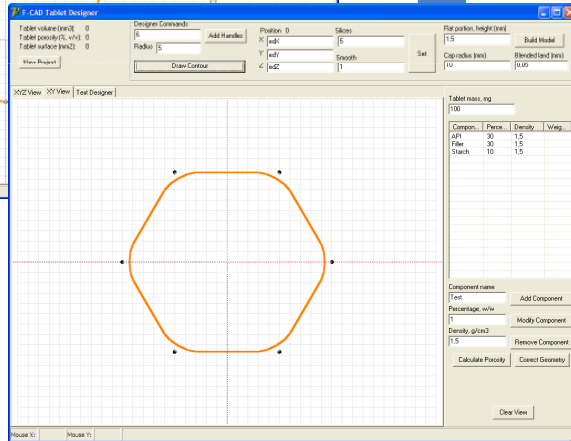 F-CAD Tablet Designer
Tablet volume (mm3): 0
Tablet porosity (%, v/v): 0
Tablet surface (mm2): 0
New Project
Designer Commands
6
Add Handles
Radius 5
Draw Contour
Position 0
X edX
Y edY
Z edZ
Slices
5
Smooth
1
Set
Flat portion, height (mm)
1,5
Build Model
Cap radius (mm)
10
Blended land (mm)
0,05
XYZ View XY View Text Designer
Tablet mass, mg
100
Compon... Perce... Density Weig...
API 30 1,5
Filler 30 1,5
Starch 10 1,5
Component name
Test
Add Component
Percentage, w/w
1
Modify Component
Density, g/cm3
1,5
Remove Component
Calculate Porosity Correct Geometry
Clear View
Mouse X: Mouse Y: